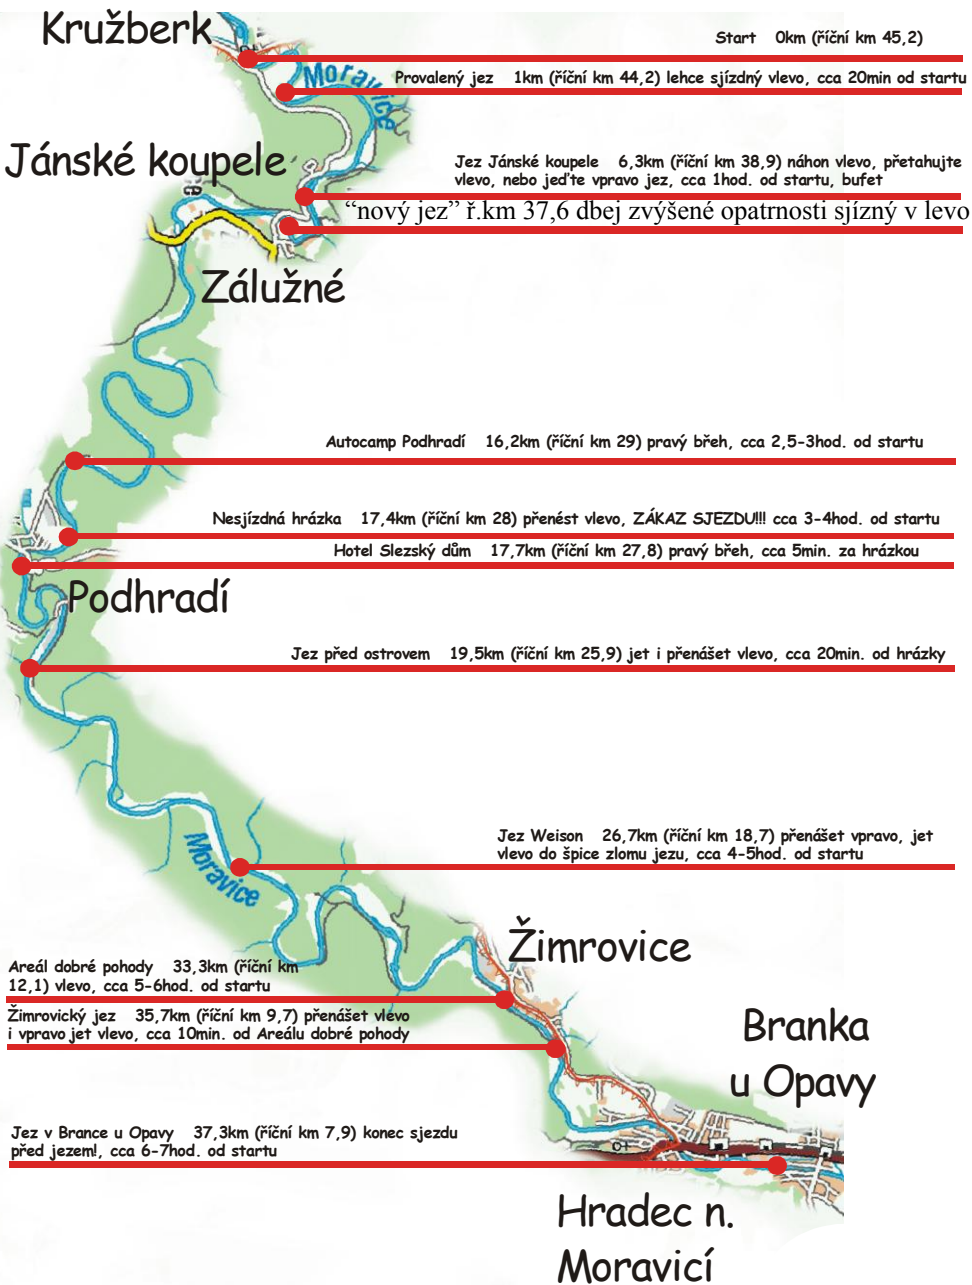 Kružberk
Start 0km (říční km 45,2)
Moravice
Provalený jez 1km (říční km 44,2) lehce sjízdný vlevo, cca 20min od startu
Jánské koupele
Jez Jánské koupele 6,3km (říční km 38,9) náhon vlevo, přetahujte
vlevo, nebo jeďte vpravo jez, cca 1hod. od startu, bufet
“nový jez” ř.km 37,6 dbej zvýšené opatrnosti sjízný v levo
Zálužné
Autocamp Podhradí 16,2km (říční km 29) pravý břeh, cca 2,5-3hod. od startu
Nesjízdná hrázka 17,4km (říční km 28) přenést vlevo, ZÁKAZ SJEZDU!!! cca 3-4hod. od startu
Hotel Slezský dům 17,7km (říční km 27,8) pravý břeh, cca 5min. za hrázkou
Podhradí
Jez před ostrovem 19,5km (říční km 25,9) jet i přenášet vlevo, cca 20min. od hrázky
Jez Weison 26,7km (říční km 18,7) přenášet vpravo, jet
vlevo do špice zlomu jezu, cca 4-5hod. od startu
Moravice
Žimrovice
Areál dobré pohody 33,3km (říční km
12,1) vlevo, cca 5-6hod. od startu
Žimrovický jez 35,7km (říční km 9,7) přenášet vlevo
i vpravo jet vlevo, cca 10min. od Areálu dobré pohody
Branka
u Opavy
Jez v Brance u Opavy 37,3km (říční km 7,9) konec sjezdu
před jezem!, cca 6-7hod. od startu
Hradec n.
Moravicí